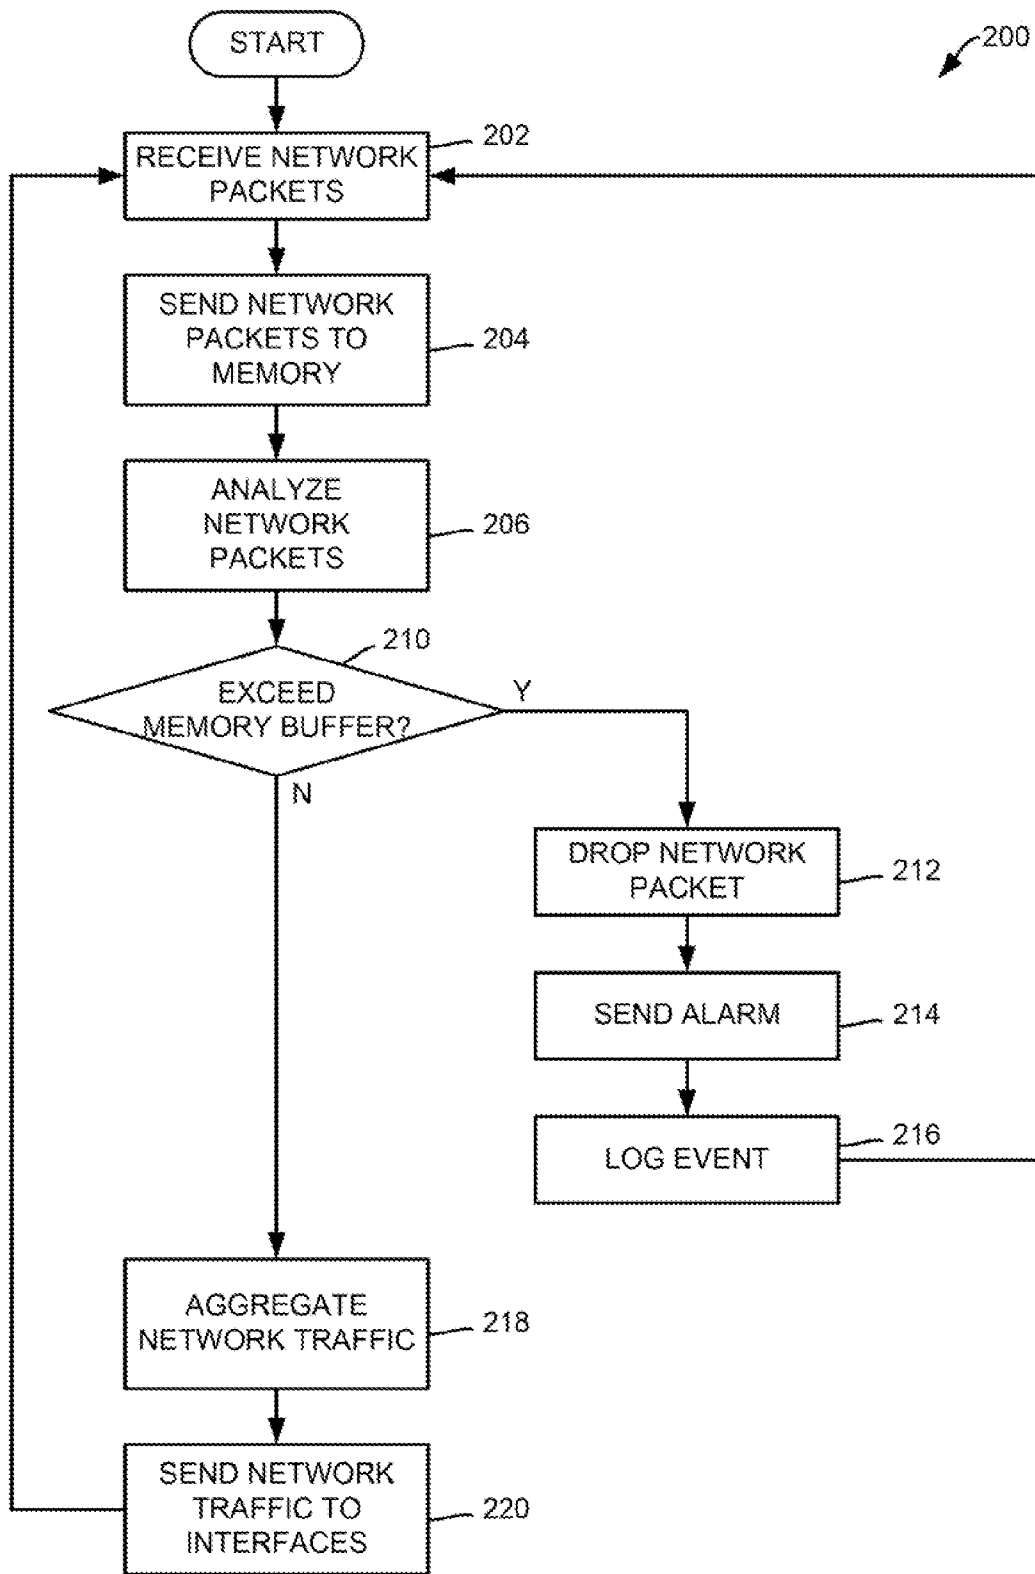 START
200
RECEIVE NETWORK
PACKETS
202
SEND NETWORK
PACKETS TO
MEMORY
204
ANALYZE
NETWORK
PACKETS
206
210
EXCEED
MEMORY BUFFER?
Y
N
DROP NETWORK
PACKET
212
SEND ALARM
214
LOG EVENT
216
AGGREGATE
NETWORK TRAFFIC
218
SEND NETWORK
TRAFFIC TO
INTERFACES
220